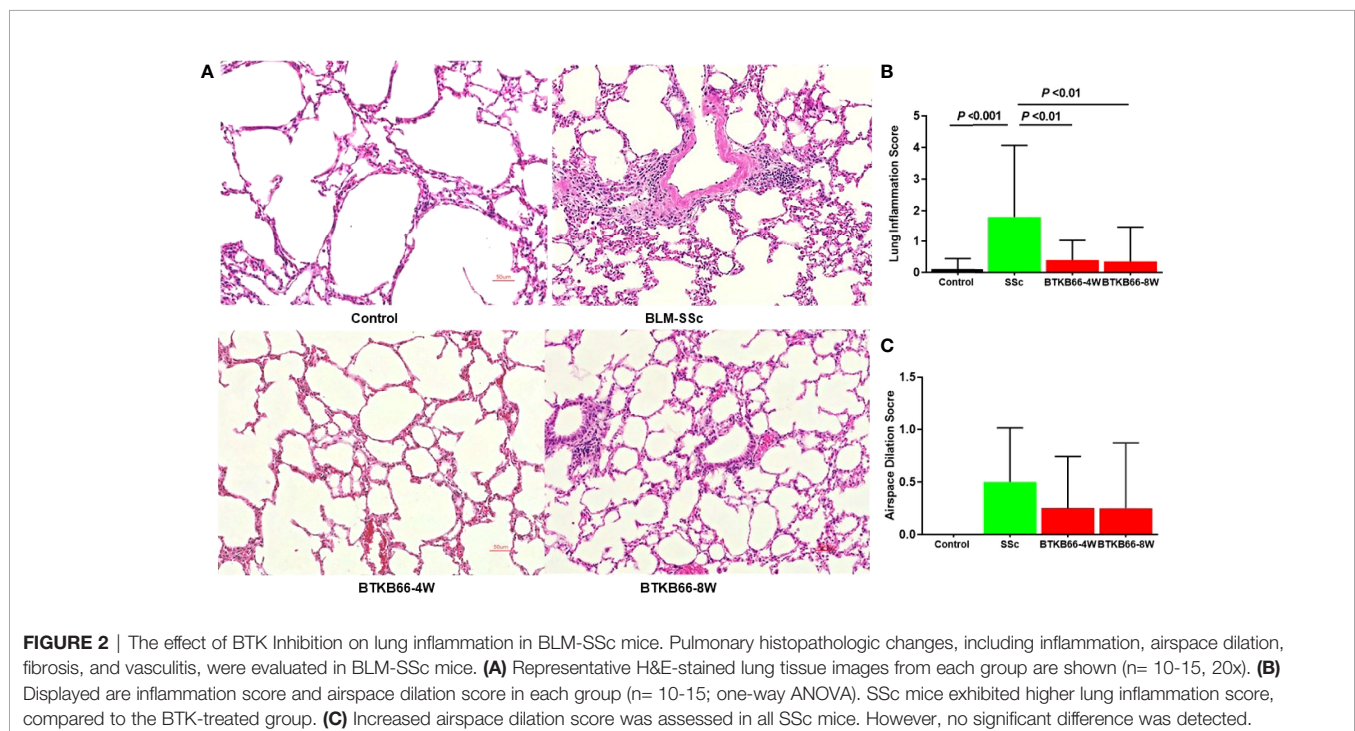 A
50um
Control
BLM-SSc
50um
BTKB66-4W
BTKB66-8W
B
P <0.01
P <0.001
P <0.01
5
4
3
2
1
0
Lung Inflammation Score
Control
SSc
BTKB66-4W
BTKB66-8W
C
1.5
1.0
0.5
0.0
Airspace Dilation Socre
Control
SSc
BTKB66-4W
BTKB66-8W
FIGURE 2 | The effect of BTK Inhibition on lung inflammation in BLM-SSc mice. Pulmonary histopathologic changes, including inflammation, airspace dilation,
fibrosis, and vasculitis, were evaluated in BLM-SSc mice. (A) Representative H&E-stained lung tissue images from each group are shown (n= 10-15, 20x). (B)
Displayed are inflammation score and airspace dilation score in each group (n= 10-15; one-way ANOVA). SSc mice exhibited higher lung inflammation score,
compared to the BTK-treated group. (C) Increased airspace dilation score was assessed in all SSc mice. However, no significant difference was detected.